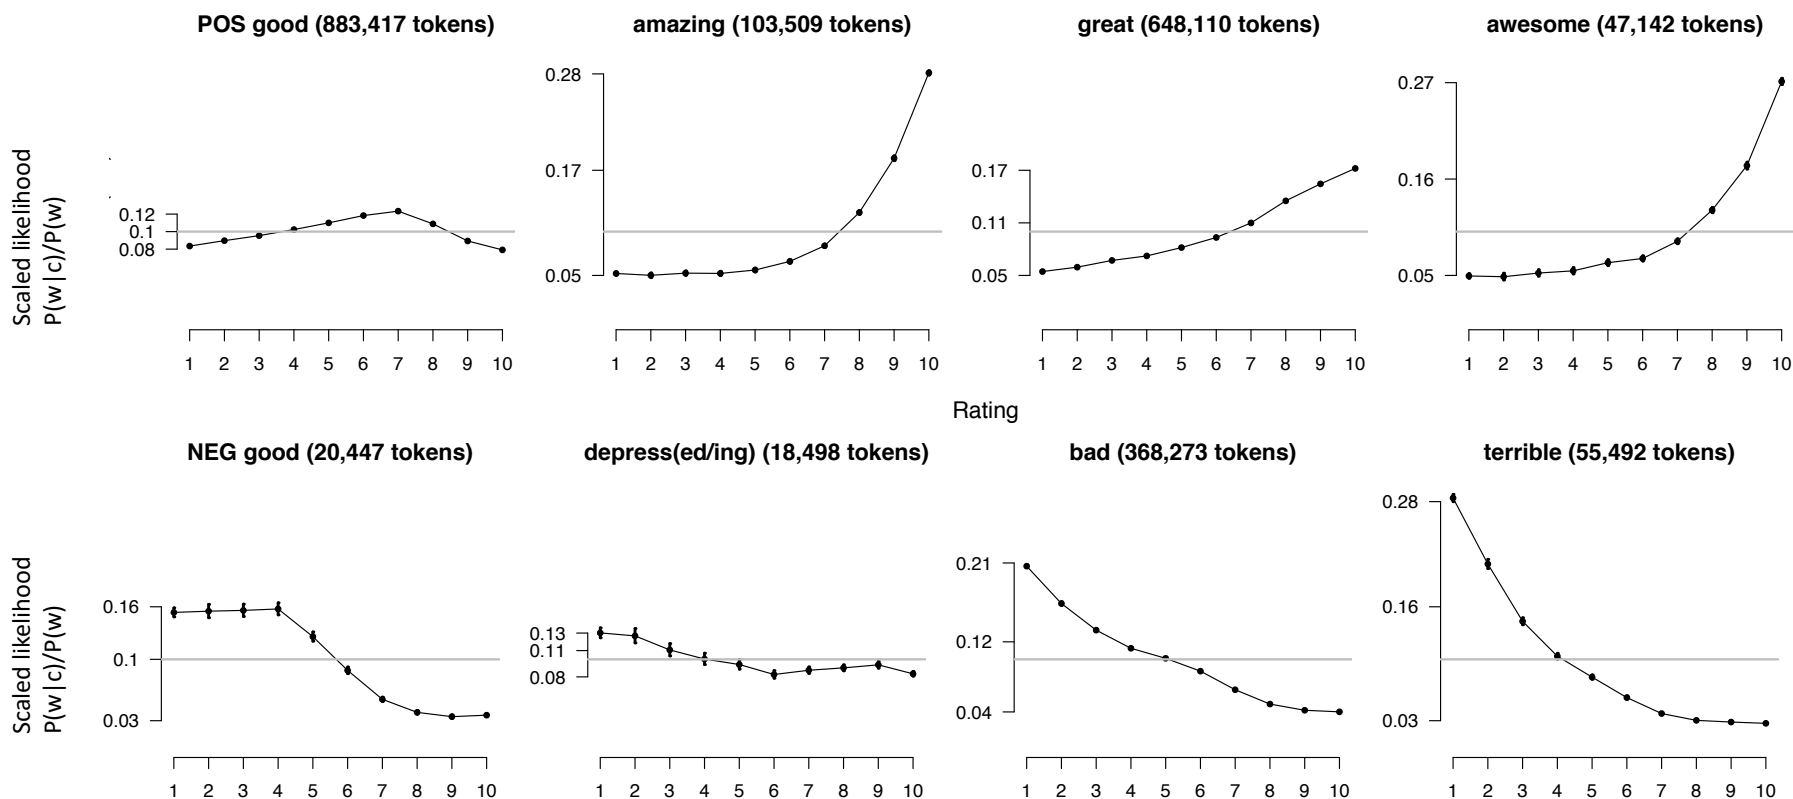 POS good (883,417 tokens) amazing (103,509 tokens) great (648,110 tokens) awesome (47,142 tokens)
Scaled likelihood
P(w|c)/P(w)
0.12
0.1
0.08
1 2 3 4 5 6 7 8 9 10
0.28
0.17
0.05
1 2 3 4 5 6 7 8 9 10
0.17
0.11
0.05
1 2 3 4 5 6 7 8 9 10
0.27
0.16
0.05
1 2 3 4 5 6 7 8 9 10
Rating
NEG good (20,447 tokens) depress(ed/ing) (18,498 tokens) bad (368,273 tokens) terrible (55,492 tokens)
Scaled likelihood
P(w|c)/P(w)
0.16
0.1
0.03
1 2 3 4 5 6 7 8 9 10
0.13
0.11
0.08
1 2 3 4 5 6 7 8 9 10
0.21
0.12
0.04
1 2 3 4 5 6 7 8 9 10
0.28
0.16
0.03
1 2 3 4 5 6 7 8 9 10